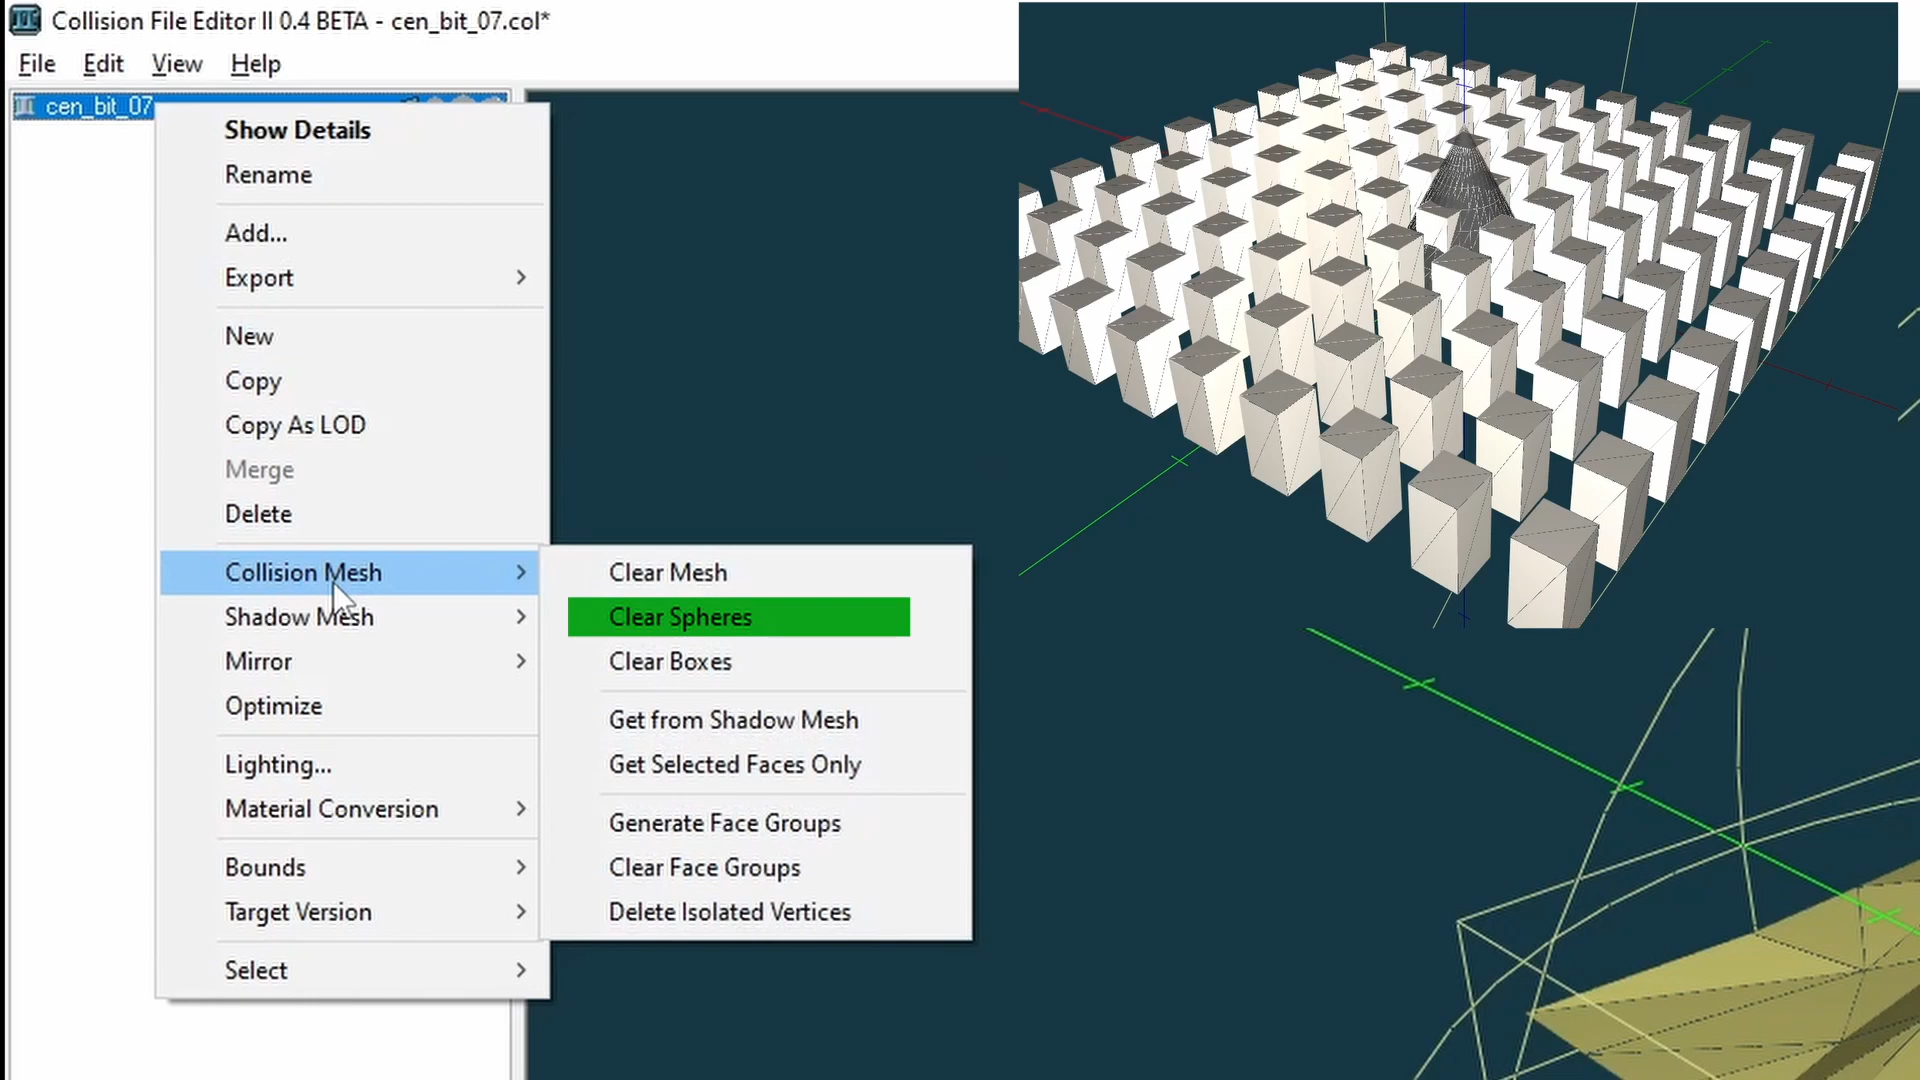 Collision File Editor II 0.4 BETA - cen_bit_07.col*
File Edit View Help
cen_bit_07
Show Details
Rename
Add...
Export
New
Copy
Copy As LOD
Merge
Delete
Collision Mesh
Shadow Mesh
Mirror
Optimize
Lighting...
Material Conversion
Bounds
Target Version
Select
Clear Mesh
Clear Spheres
Clear Boxes
Get from Shadow Mesh
Get Selected Faces Only
Generate Face Groups
Clear Face Groups
Delete Isolated Vertices